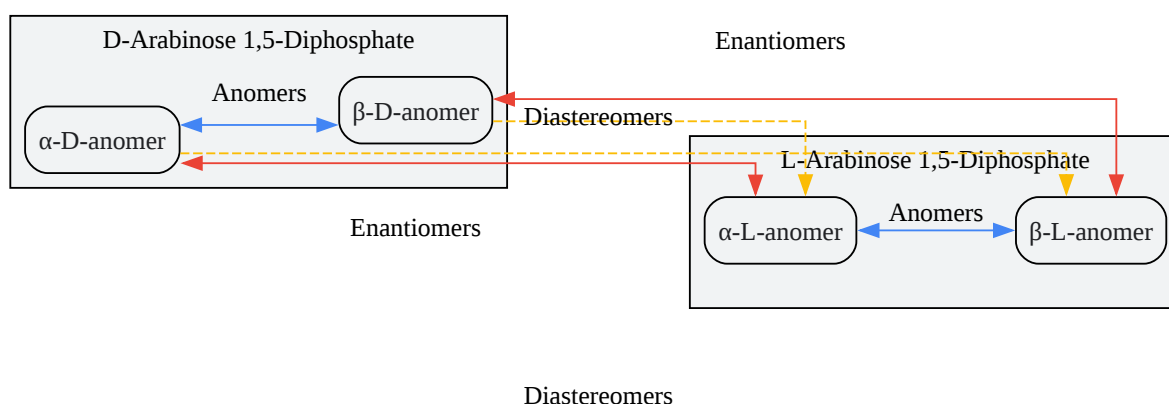 D-Arabinose 1,5-Diphosphate
Enantiomers
Anomers
β-D-anomer
α-D-anomer
Diastereomers
L-Arabinose 1,5-Diphosphate
Enantiomers
α-L-anomer
Anomers
β-L-anomer
Diastereomers